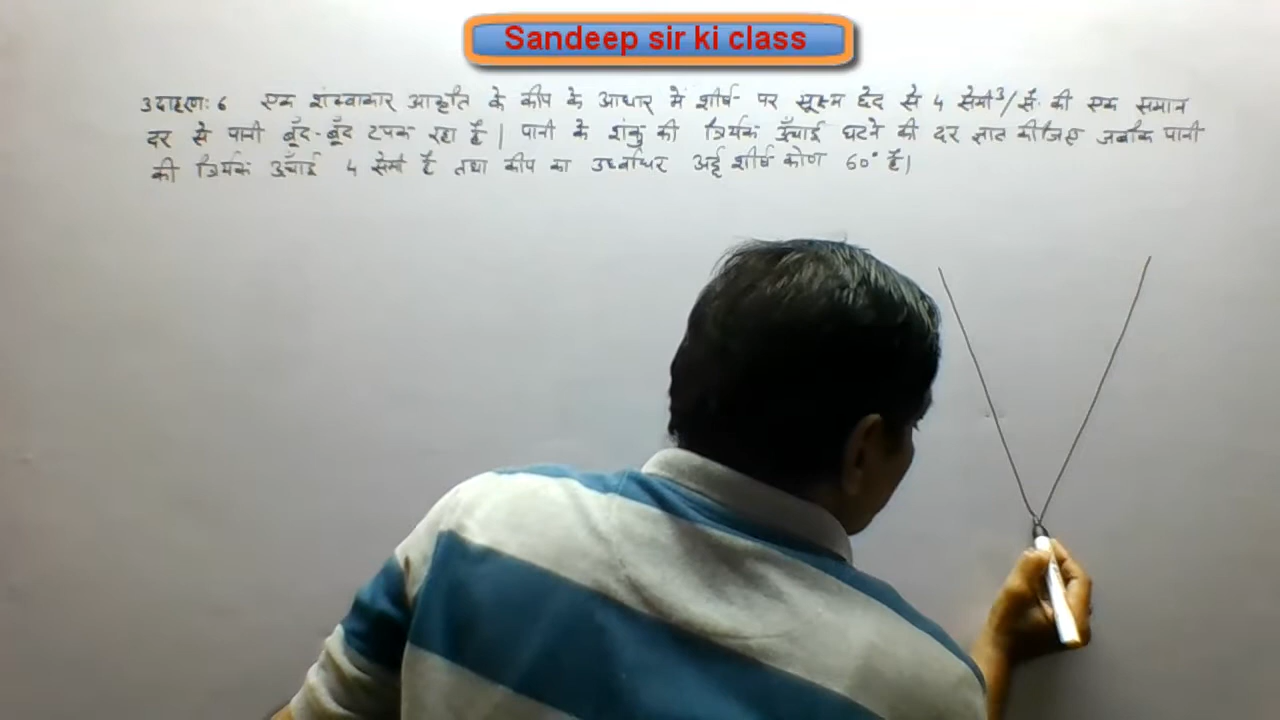 Sandeep sir ki class
उदाहरण: 6 एक शंक्वाकार आकृति के कीप के आधार में शीर्ष पर सूक्ष्म छेद से 4 सेमी³/से. की एक समान
दर से पानी बूँद-बूँद टपक रहा है | पानी के शंकु की त्रिर्यक ऊँचाई घटने की दर ज्ञात कीजिए जबकि पानी
की त्रिर्यक ऊँचाई 4 सेमी है तथा कीप का उर्ध्वाधर अर्द्ध शीर्ष कोण 60° है|